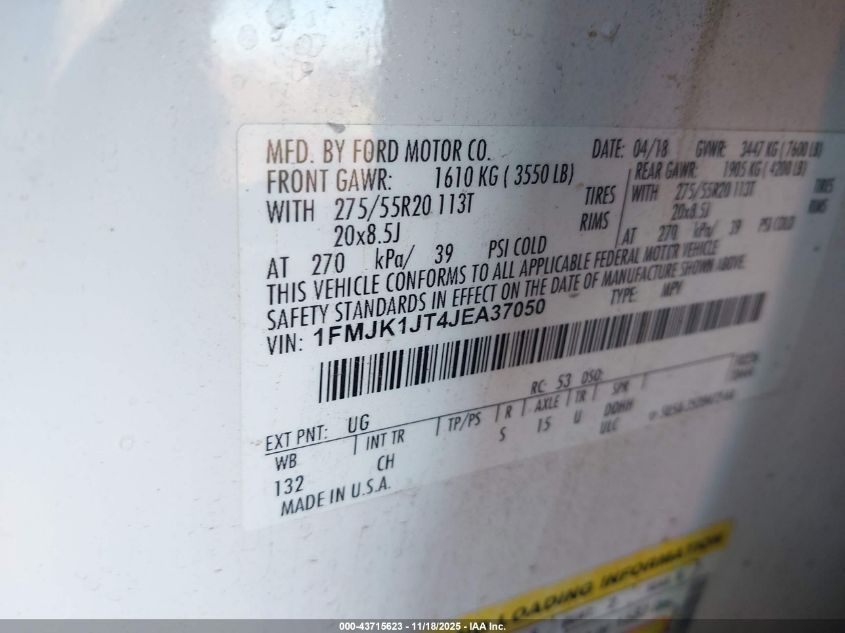 MFD. BY FORD MOTOR CO. DATE: 04/18 GVWR: 3447 KG ( 7600 LB)
FRONT GAWR: 1610 KG ( 3550 LB) REAR GAWR: 1905 KG ( 4200 LB)
WITH 275/55R20 113T TIRES WITH 275/55R20 113T TIRES
20x8.5J RIMS 20x8.5J RIMS
AT 270 kPa/ 39 PSI COLD AT 270 kPa/ 39 PSI COLD
THIS VEHICLE CONFORMS TO ALL APPLICABLE FEDERAL MOTOR VEHICLE
SAFETY STANDARDS IN EFFECT ON THE DATE OF MANUFACTURE SHOWN ABOVE.
VIN: 1FMJK1JT4JEA37050 TYPE: MPV
EXT PNT: UG RC: 53 DSO:
WB INT TR TP/PS R AXLE TR SPR
132 CH S 15 U DDHH
ULC
MADE IN U.S.A.
LOADING INFORMATION
000-43715623 - 11/18/2025 - IAA Inc.